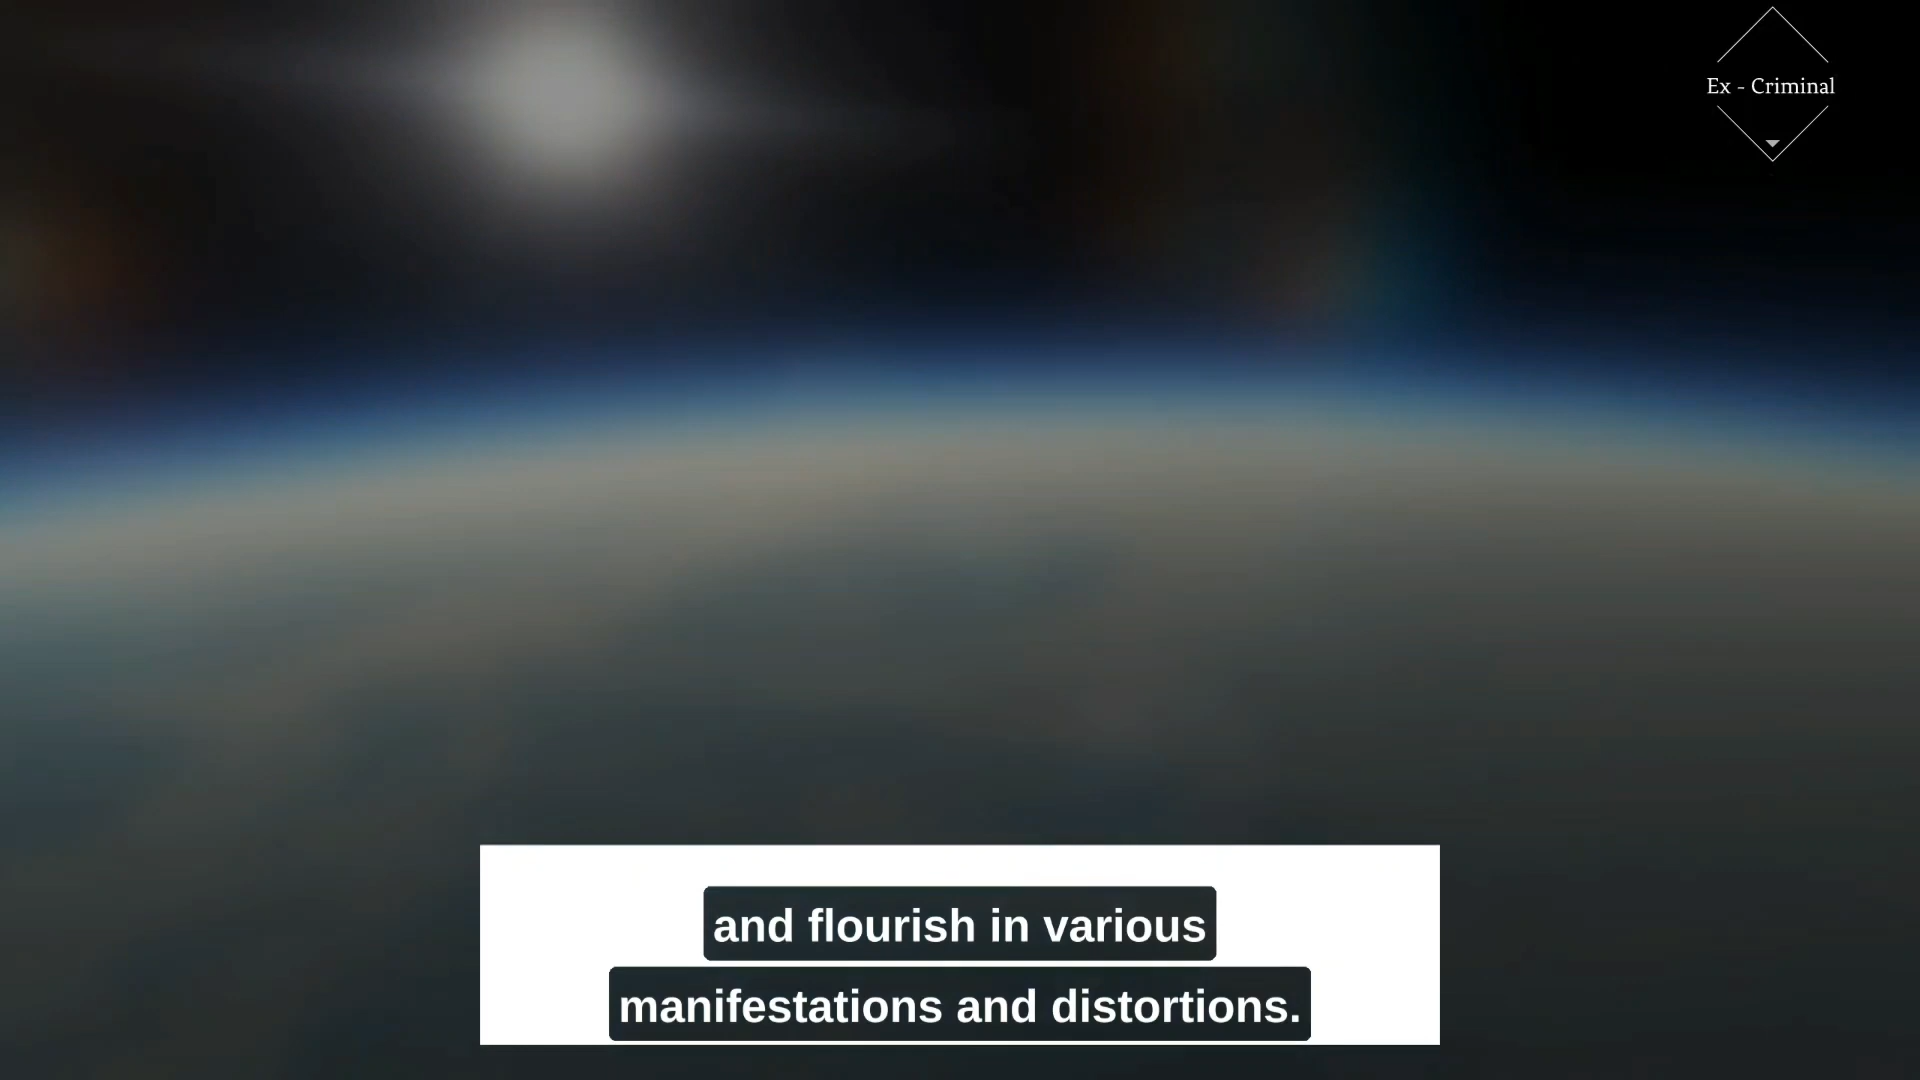 Ex - Criminal
and flourish in various
manifestations and distortions.